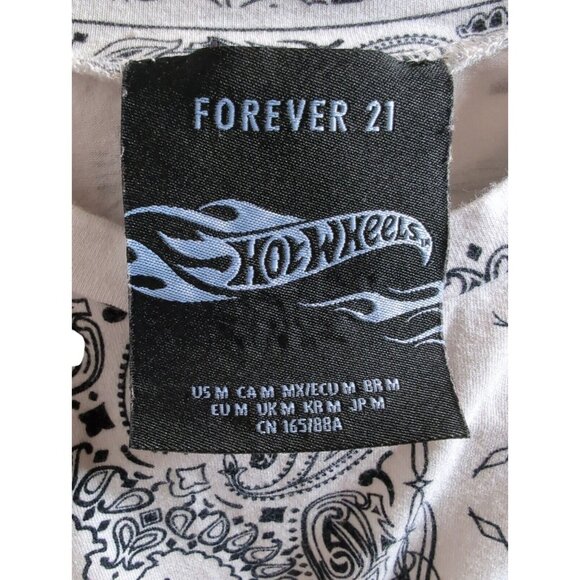 FOREVER 21
HOT WHEELS
US M CA M MX/ECU M BR M
EU M UK M KR M JP M
CN 165/88A